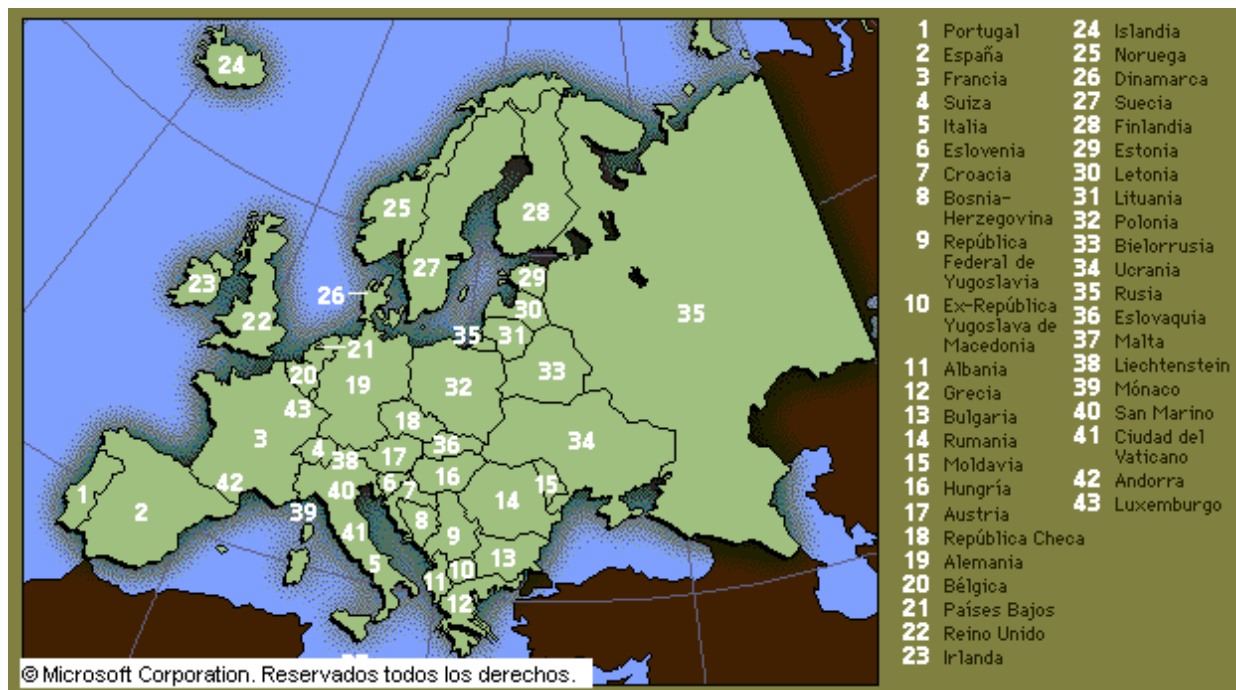 24
25
28
27
23
26
29
22
30
35
35
31
21
20
19
33
32
43
18
3
34
4
36
38
17
1
42
40
6
7
16
15
2
39
14
41
8
9
5
13
10
11
12
© Microsoft Corporation. Reservados todos los derechos.
1 Portugal
2 España
3 Francia
4 Suiza
5 Italia
6 Eslovenia
7 Croacia
8 Bosnia-
Herzegovina
9 República
Federal de
Yugoslavia
10 Ex-República
Yugoslava de
Macedonia
11 Albania
12 Grecia
13 Bulgaria
14 Rumania
15 Moldavia
16 Hungría
17 Austria
18 República Checa
19 Alemania
20 Bélgica
21 Países Bajos
22 Reino Unido
23 Irlanda
24 Islandia
25 Noruega
26 Dinamarca
27 Suecia
28 Finlandia
29 Estonia
30 Letonia
31 Lituania
32 Polonia
33 Bielorrusia
34 Ucrania
35 Rusia
36 Eslovaquia
37 Malta
38 Liechtenstein
39 Mónaco
40 San Marino
41 Ciudad del
Vaticano
42 Andorra
43 Luxemburgo